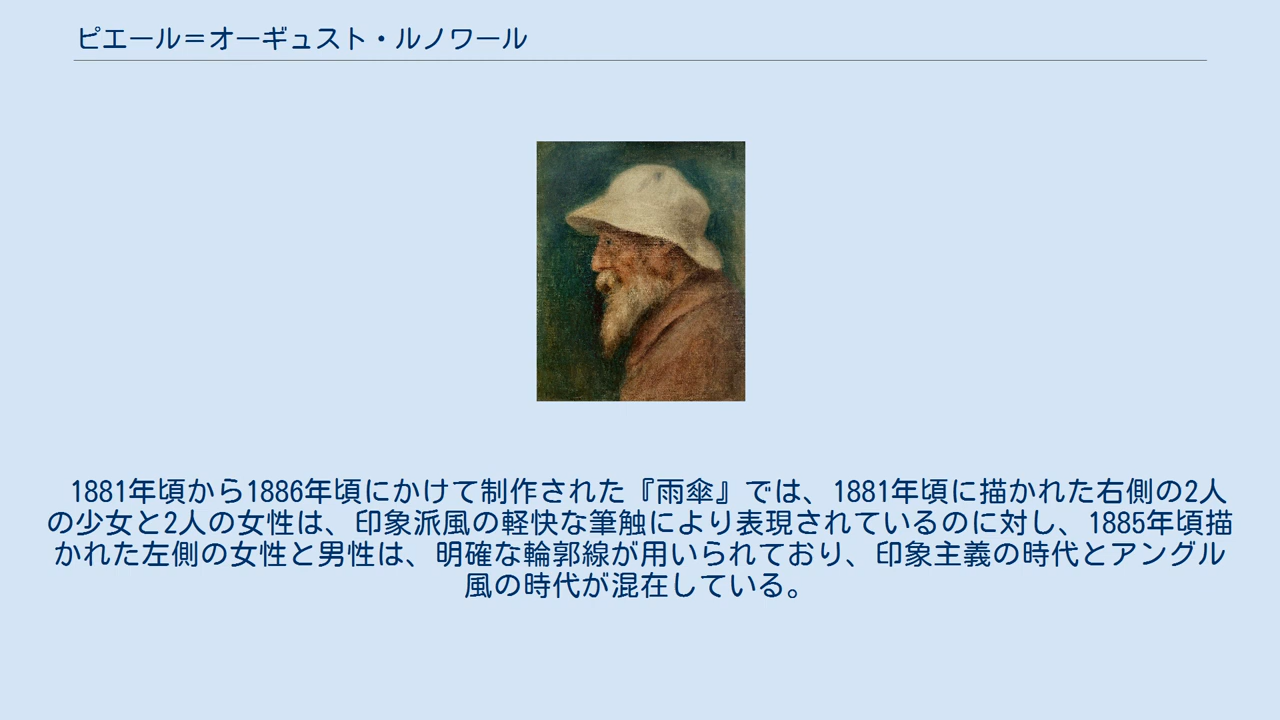 ピエール＝オーギュスト・ルノワール
1881年頃から1886年頃にかけて制作された『雨傘』では、1881年頃に描かれた右側の2人
の少女と2人の女性は、印象派風の軽快な筆触により表現されているのに対し、1885年頃描
かれた左側の女性と男性は、明確な輪郭線が用いられており、印象主義の時代とアングル
風の時代が混在している。